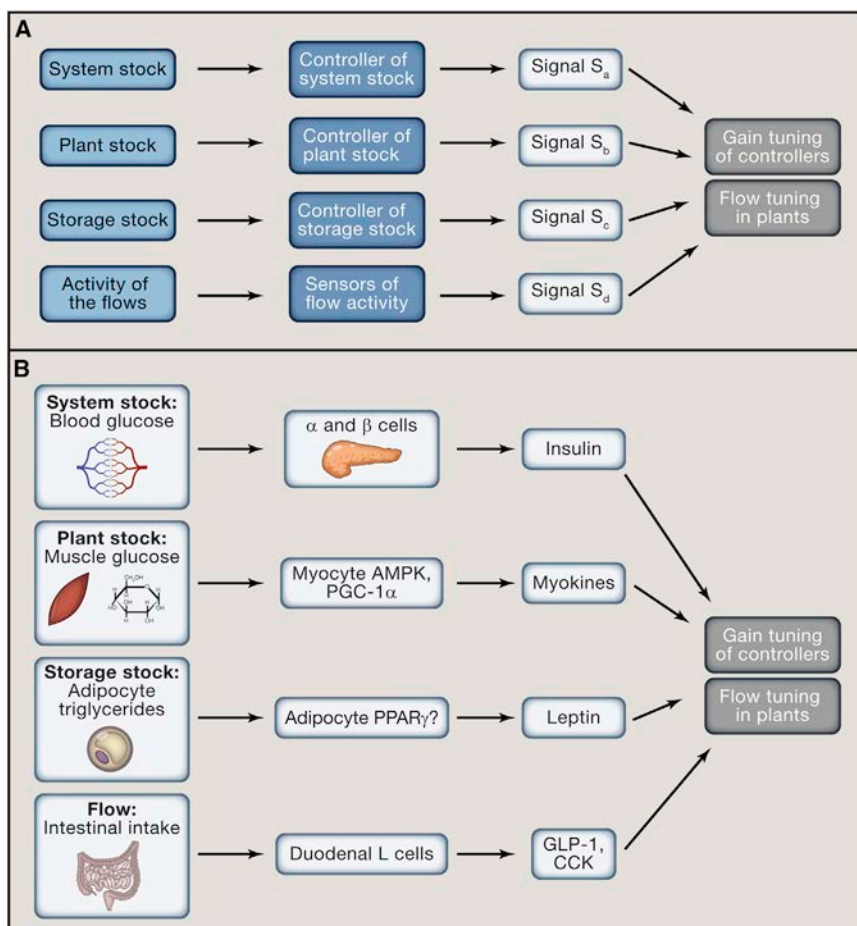 A
System stock
Controller of
system stock
Signal Sa
Plant stock
Controller of
plant stock
Signal Sb
Gain tuning
of controllers
Storage stock
Controller of
storage stock
Signal Sc
Flow tuning
in plants
Activity of
the flows
Sensors of
flow activity
Signal Sd
B
System stock:
Blood glucose
α and β cells
Insulin
Plant stock:
Muscle glucose
Myocyte AMPK,
PGC-1α
Myokines
Gain tuning
of controllers
Storage stock:
Adipocyte
triglycerides
Adipocyte PPARγ?
Leptin
Flow tuning
in plants
Flow:
Intestinal intake
Duodenal L cells
GLP-1,
CCK